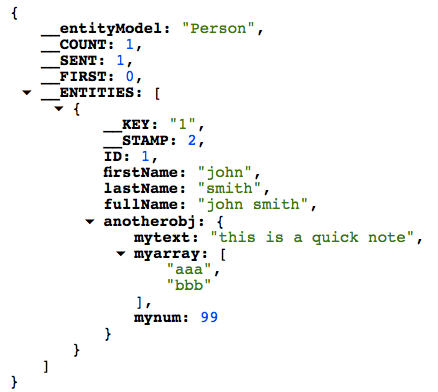 {
__entityModel: "Person",
__COUNT: 1,
__SENT: 1,
__FIRST: 0,
__ENTITIES: [
{
__KEY: "1",
__STAMP: 2,
ID: 1,
firstName: "john",
lastName: "smith",
fullName: "john smith",
anotherobj: {
mytext: "this is a quick note",
myarray: [
"aaa",
"bbb"
],
mynum: 99
}
}
]
}